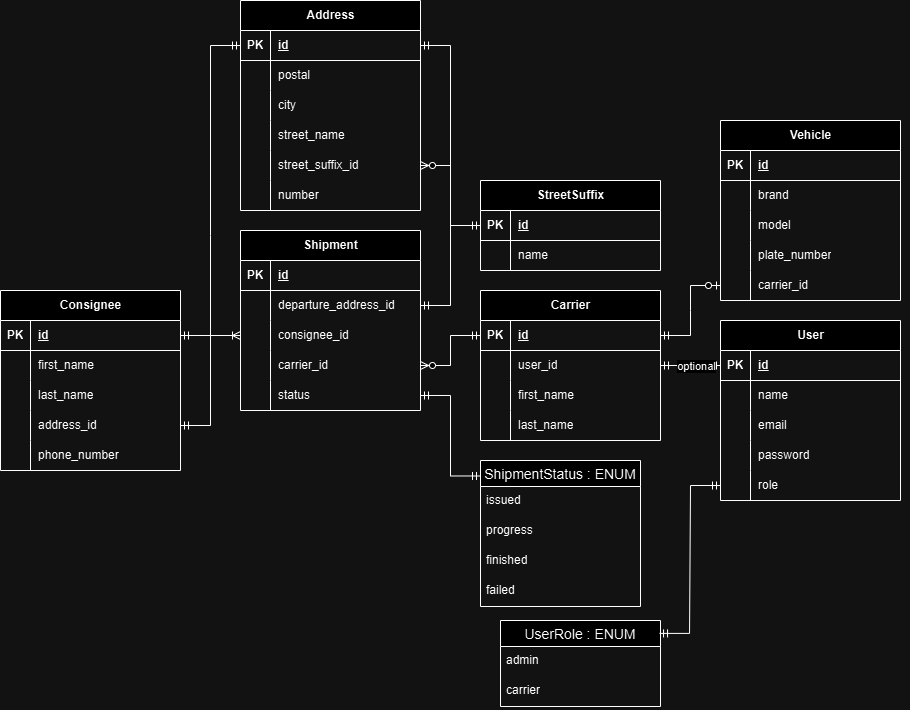 Address
PK id
postal
city
street_name
street_suffix_id
number
Shipment
PK id
departure_address_id
consignee_id
carrier_id
status
Consignee
PK id
first_name
last_name
address_id
phone_number
StreetSuffix
PK id
name
Carrier
PK id
user_id
first_name
last_name
optional
Vehicle
PK id
brand
model
plate_number
carrier_id
User
PK id
name
email
password
role
ShipmentStatus : ENUM
issued
progress
finished
failed
UserRole : ENUM
admin
carrier